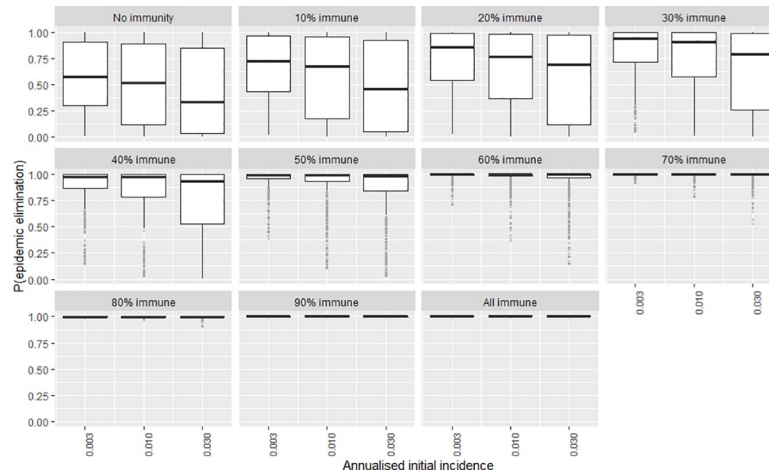 No immunity 10% immune 20% immune 30% immune
1.00
0.75
0.50
0.25
0.00
40% immune 50% immune 60% immune 70% immune
P(epidemic elimination)
1.00
0.75
0.50
0.25
0.00
0.003 0.010 0.030
80% immune 90% immune All immune
1.00
0.75
0.50
0.25
0.00
0.003 0.010 0.030 0.003 0.010 0.030 0.003 0.010 0.030
Annualised initial incidence